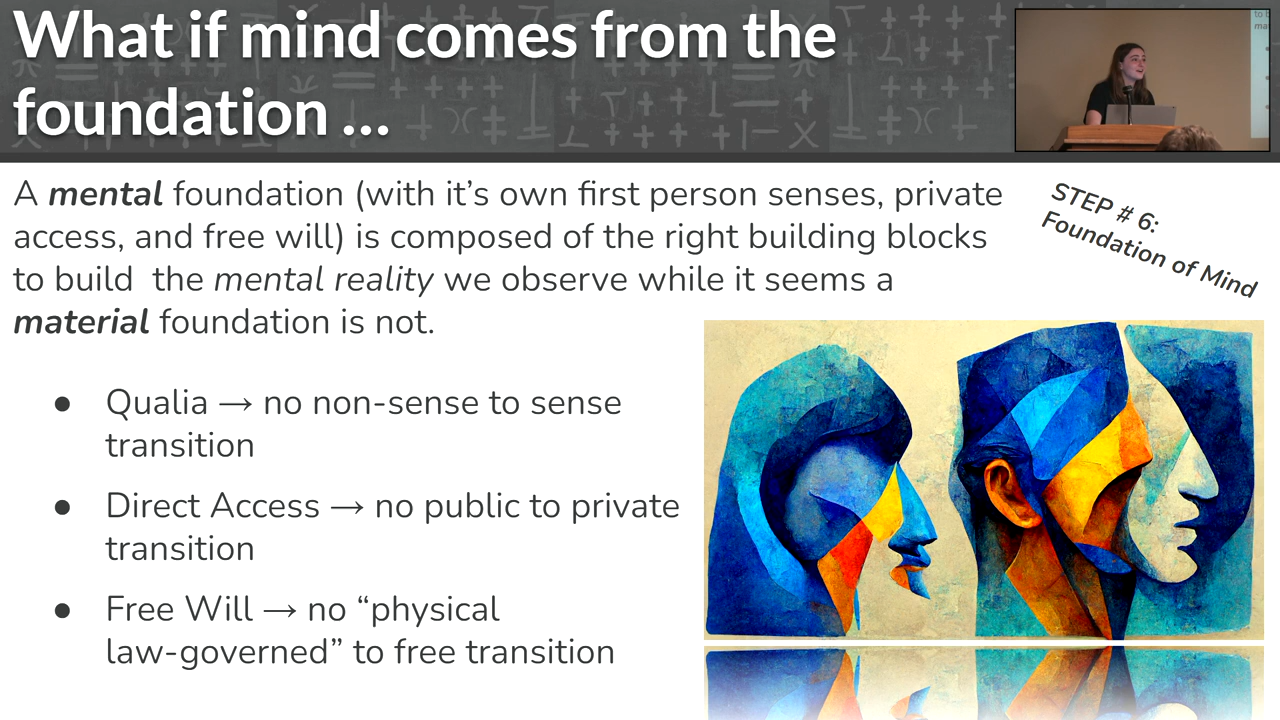 What if mind comes from the
foundation ...
A mental foundation (with it's own first person senses, private
access, and free will) is composed of the right building blocks
to build the mental reality we observe while it seems a
material foundation is not.
STEP # 6:
Foundation of Mind
● Qualia → no non-sense to sense
transition
● Direct Access → no public to private
transition
● Free Will → no “physical
law-governed” to free transition